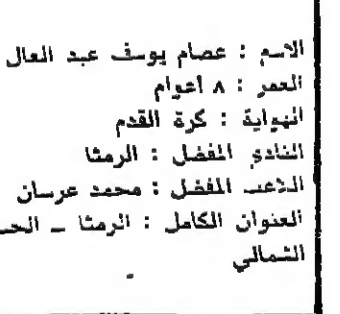 الاسم : عصام يوسف عبد العال
العمر : ٨ اعوام
الهواية : كرة القدم
النادي المفضل : الرمثا
اللاعب المفضل : محمد عرسان
العنوان الكامل : الرمثا ـ
الشمالي